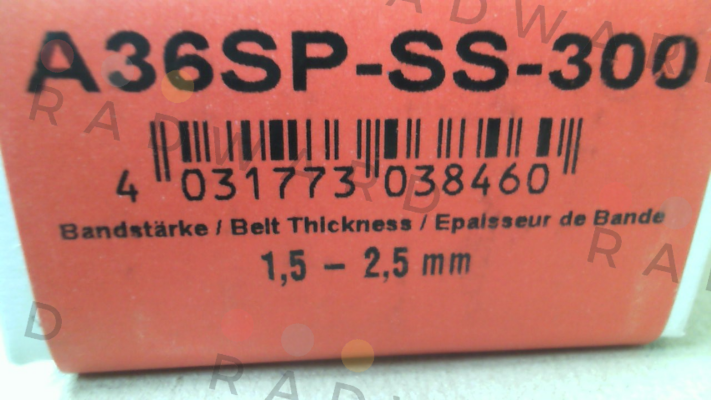 A36SP-SS-300
4 031773 038460
Bandstärke / Belt Thickness / Epaisseur de Bande
1,5 – 2,5 mm